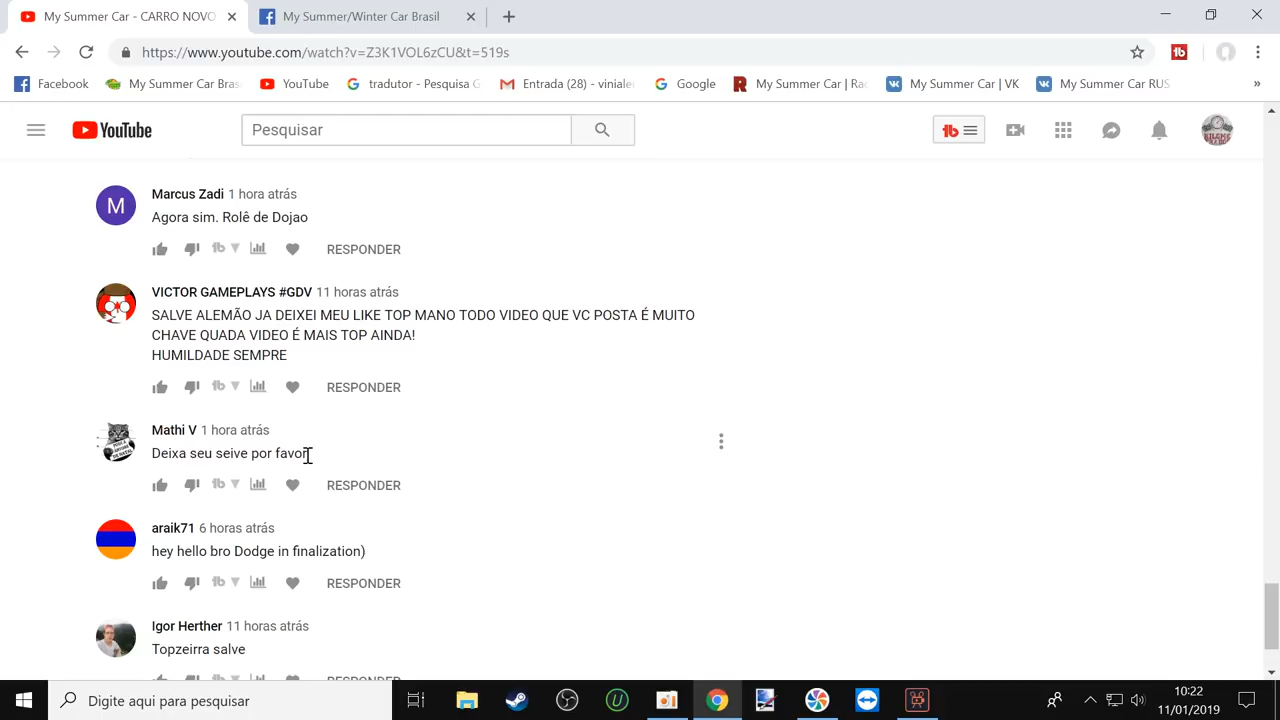 My Summer Car - CARRO NOVO
My Summer/Winter Car Brasil
https://www.youtube.com/watch?v=Z3K1VOL6zCU&t=519s
Facebook
My Summer Car Bras
YouTube
tradutor - Pesquisa G
Entrada (28) - viniale
Google
My Summer Car | Ra
My Summer Car | VK
My Summer Car RUS
»
YouTube
Pesquisar
M
Marcus Zadi 1 hora atrás
Agora sim. Rolê de Dojao
RESPONDER
VICTOR GAMEPLAYS #GDV 11 horas atrás
SALVE ALEMÃO JA DEIXEI MEU LIKE TOP MANO TODO VIDEO QUE VC POSTA É MUITO
CHAVE QUADA VIDEO É MAIS TOP AINDA!
HUMILDADE SEMPRE
RESPONDER
Mathi V 1 hora atrás
Deixa seu seive por favor
RESPONDER
araik71 6 horas atrás
hey hello bro Dodge in finalization)
RESPONDER
Igor Herther 11 horas atrás
Topzeirra salve
RESPONDER
Digite aqui para pesquisar
10:22
11/01/2019